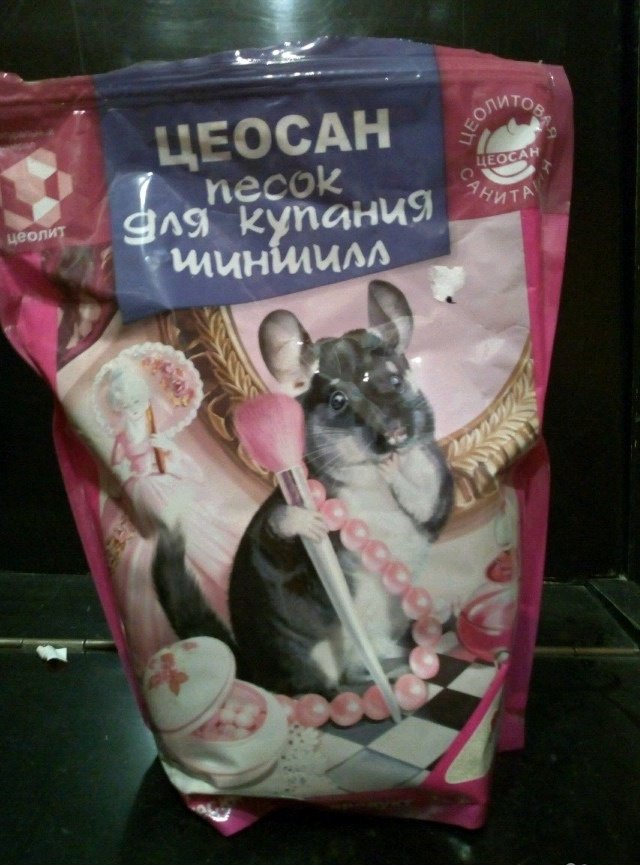 ЦЕОСАН
песок
для купания
шиншилл
цеолит
ЦЕОЛИТОВАЯ
ЦЕОСАН
САНИТАРИЯ